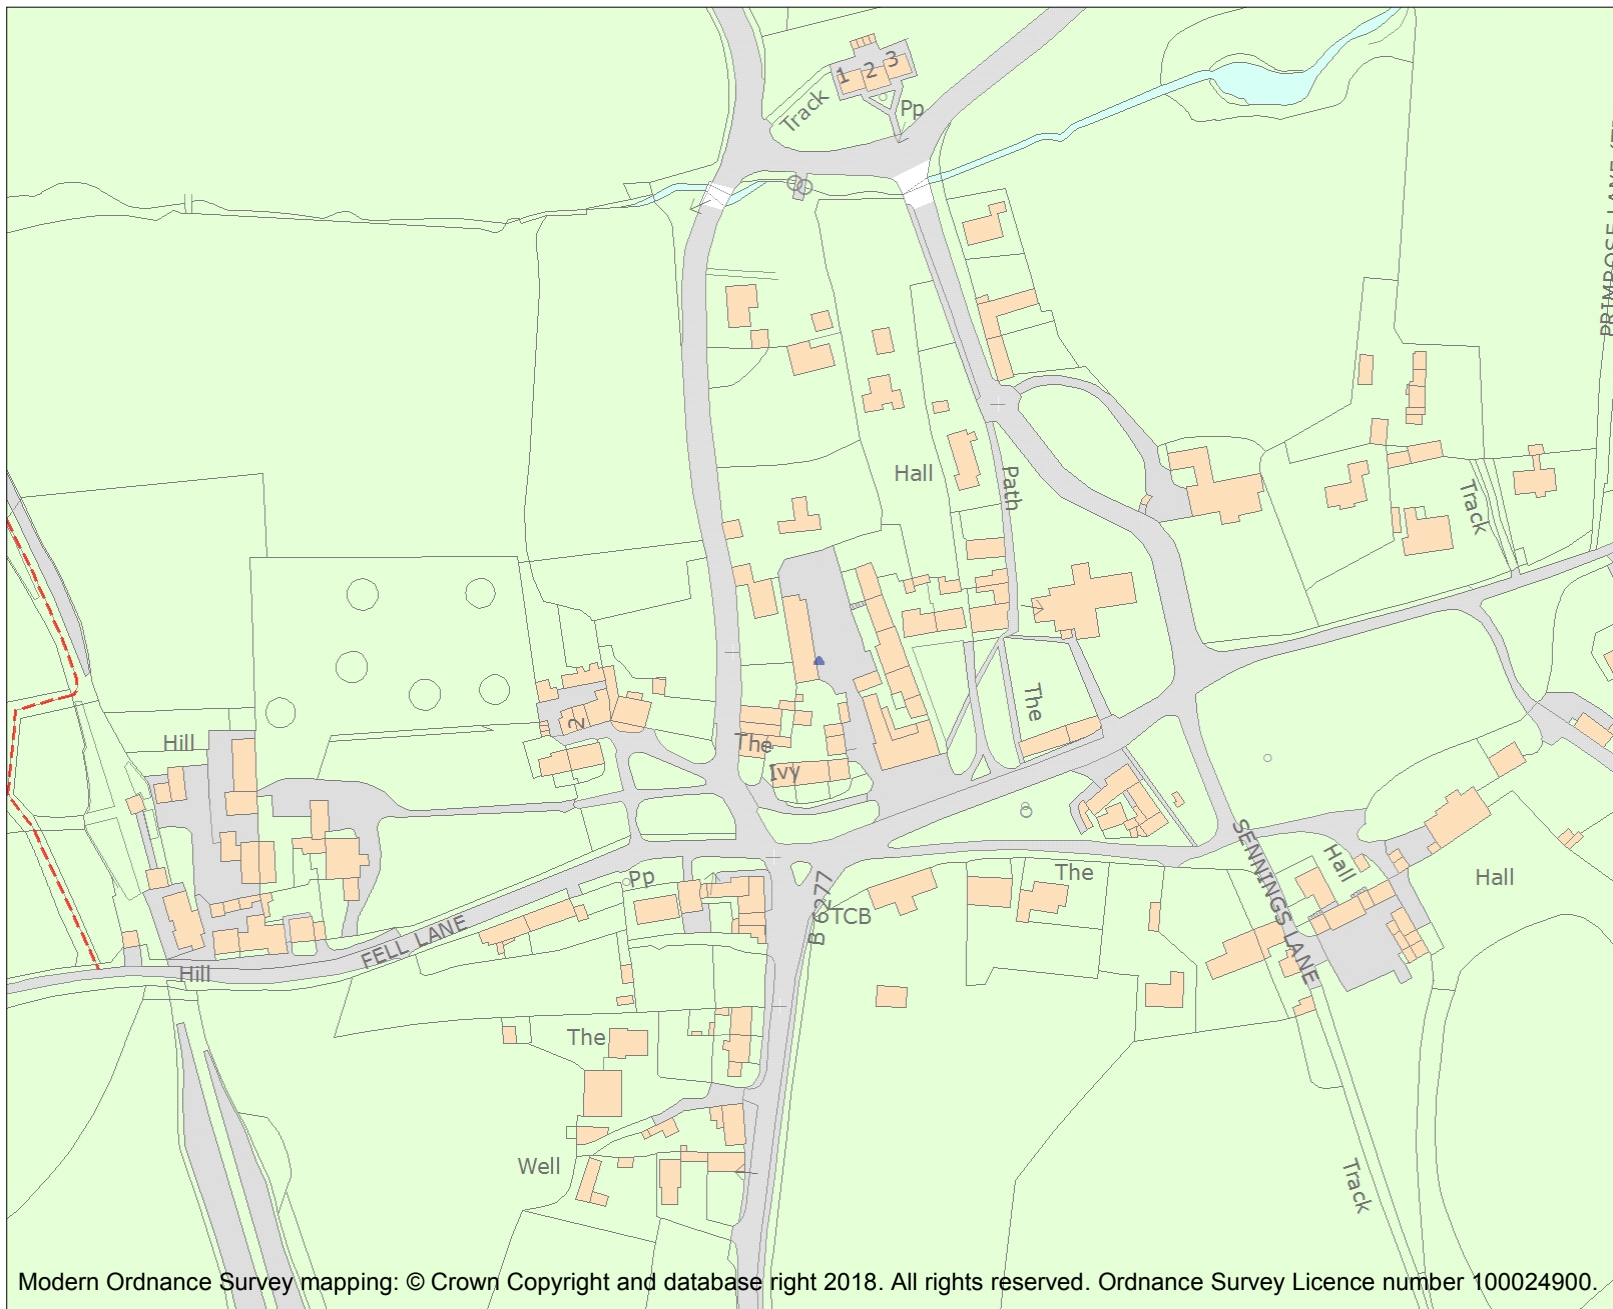 1 2 3
Track
Pp
PRIMROSE LANE
Hall
Path
Track
The
2
Hill
The
Ivy
SENNINGS LANE
Hall
The
Hall
Pp
B 6277
TCB
FELL LANE
Hill
The
Well
Track
Modern Ordnance Survey mapping: © Crown Copyright and database right 2018. All rights reserved. Ordnance Survey Licence number 100024900.